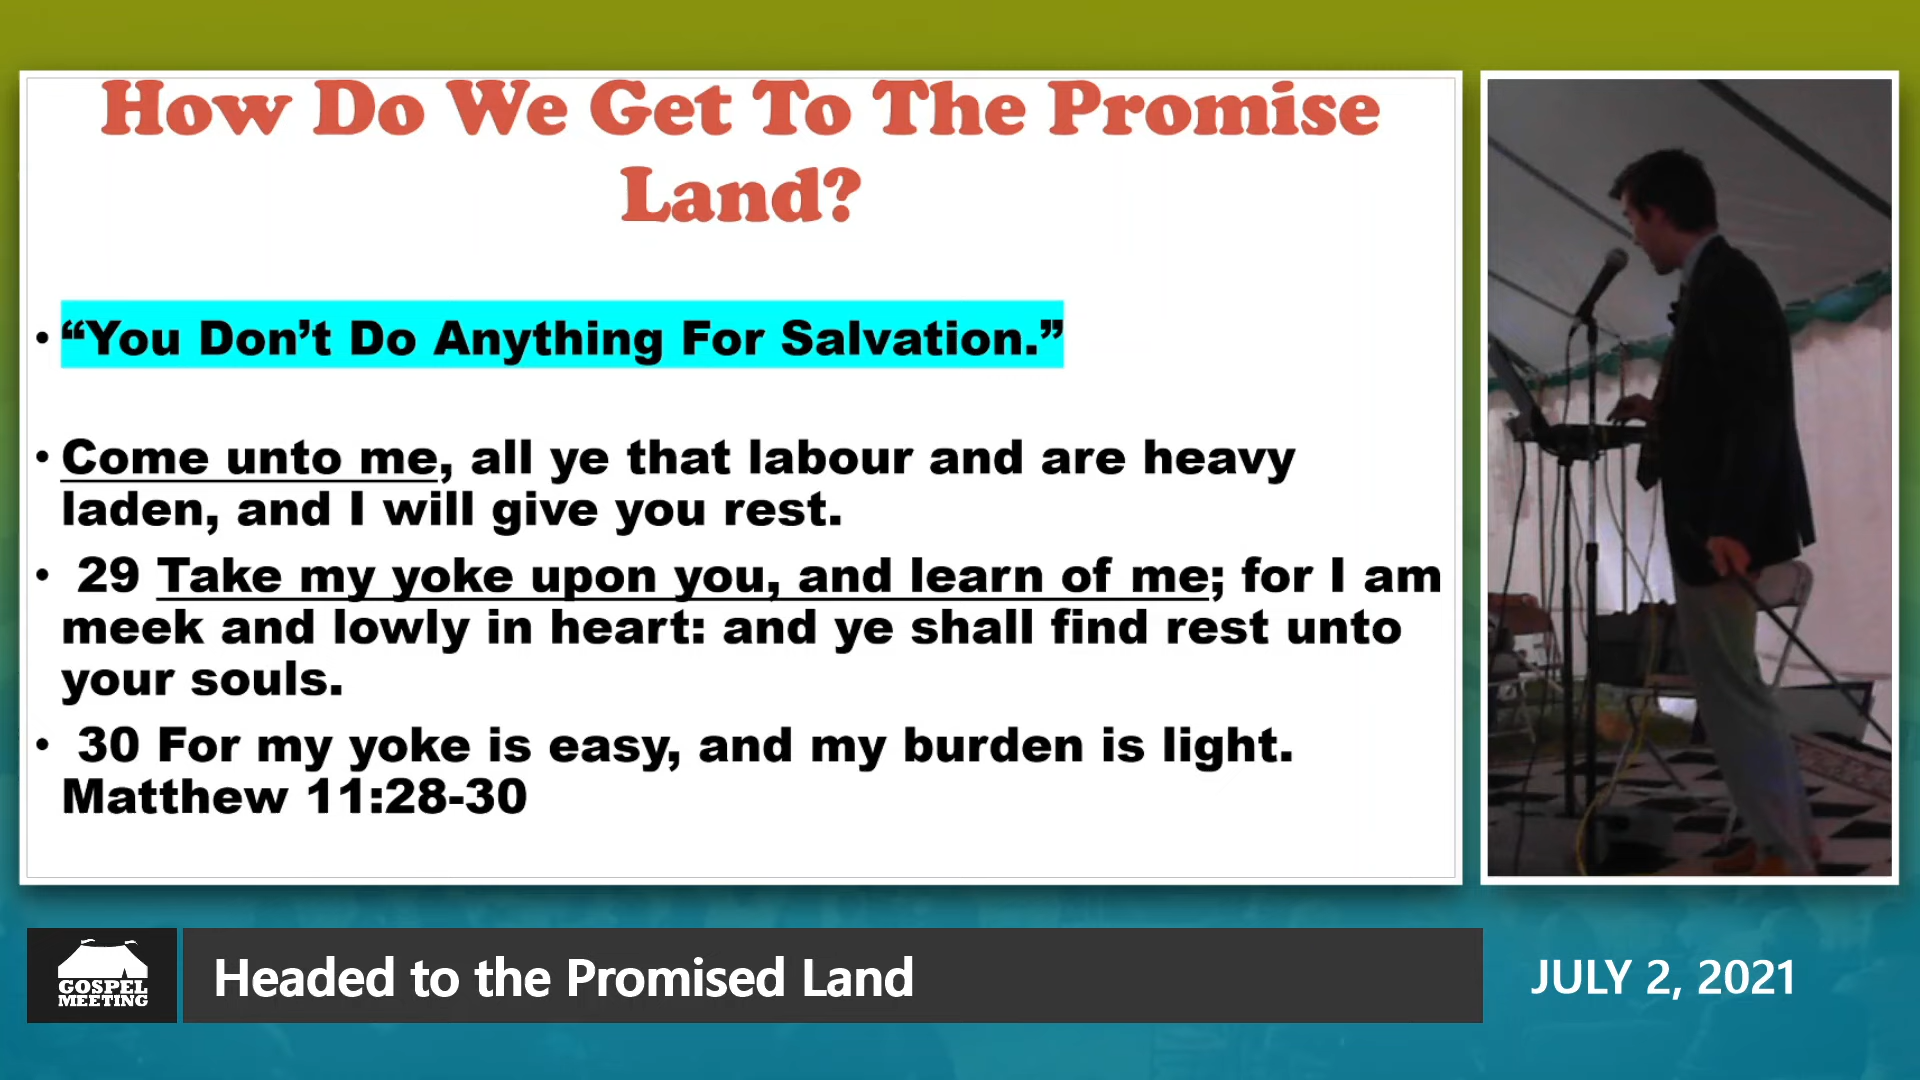 How Do We Get To The Promise
Land?
• “You Don’t Do Anything For Salvation.”
• Come unto me, all ye that labour and are heavy
laden, and I will give you rest.
• 29 Take my yoke upon you, and learn of me; for I am
meek and lowly in heart: and ye shall find rest unto
your souls.
• 30 For my yoke is easy, and my burden is light.
Matthew 11:28-30
GOSPEL
MEETING
Headed to the Promised Land
JULY 2, 2021